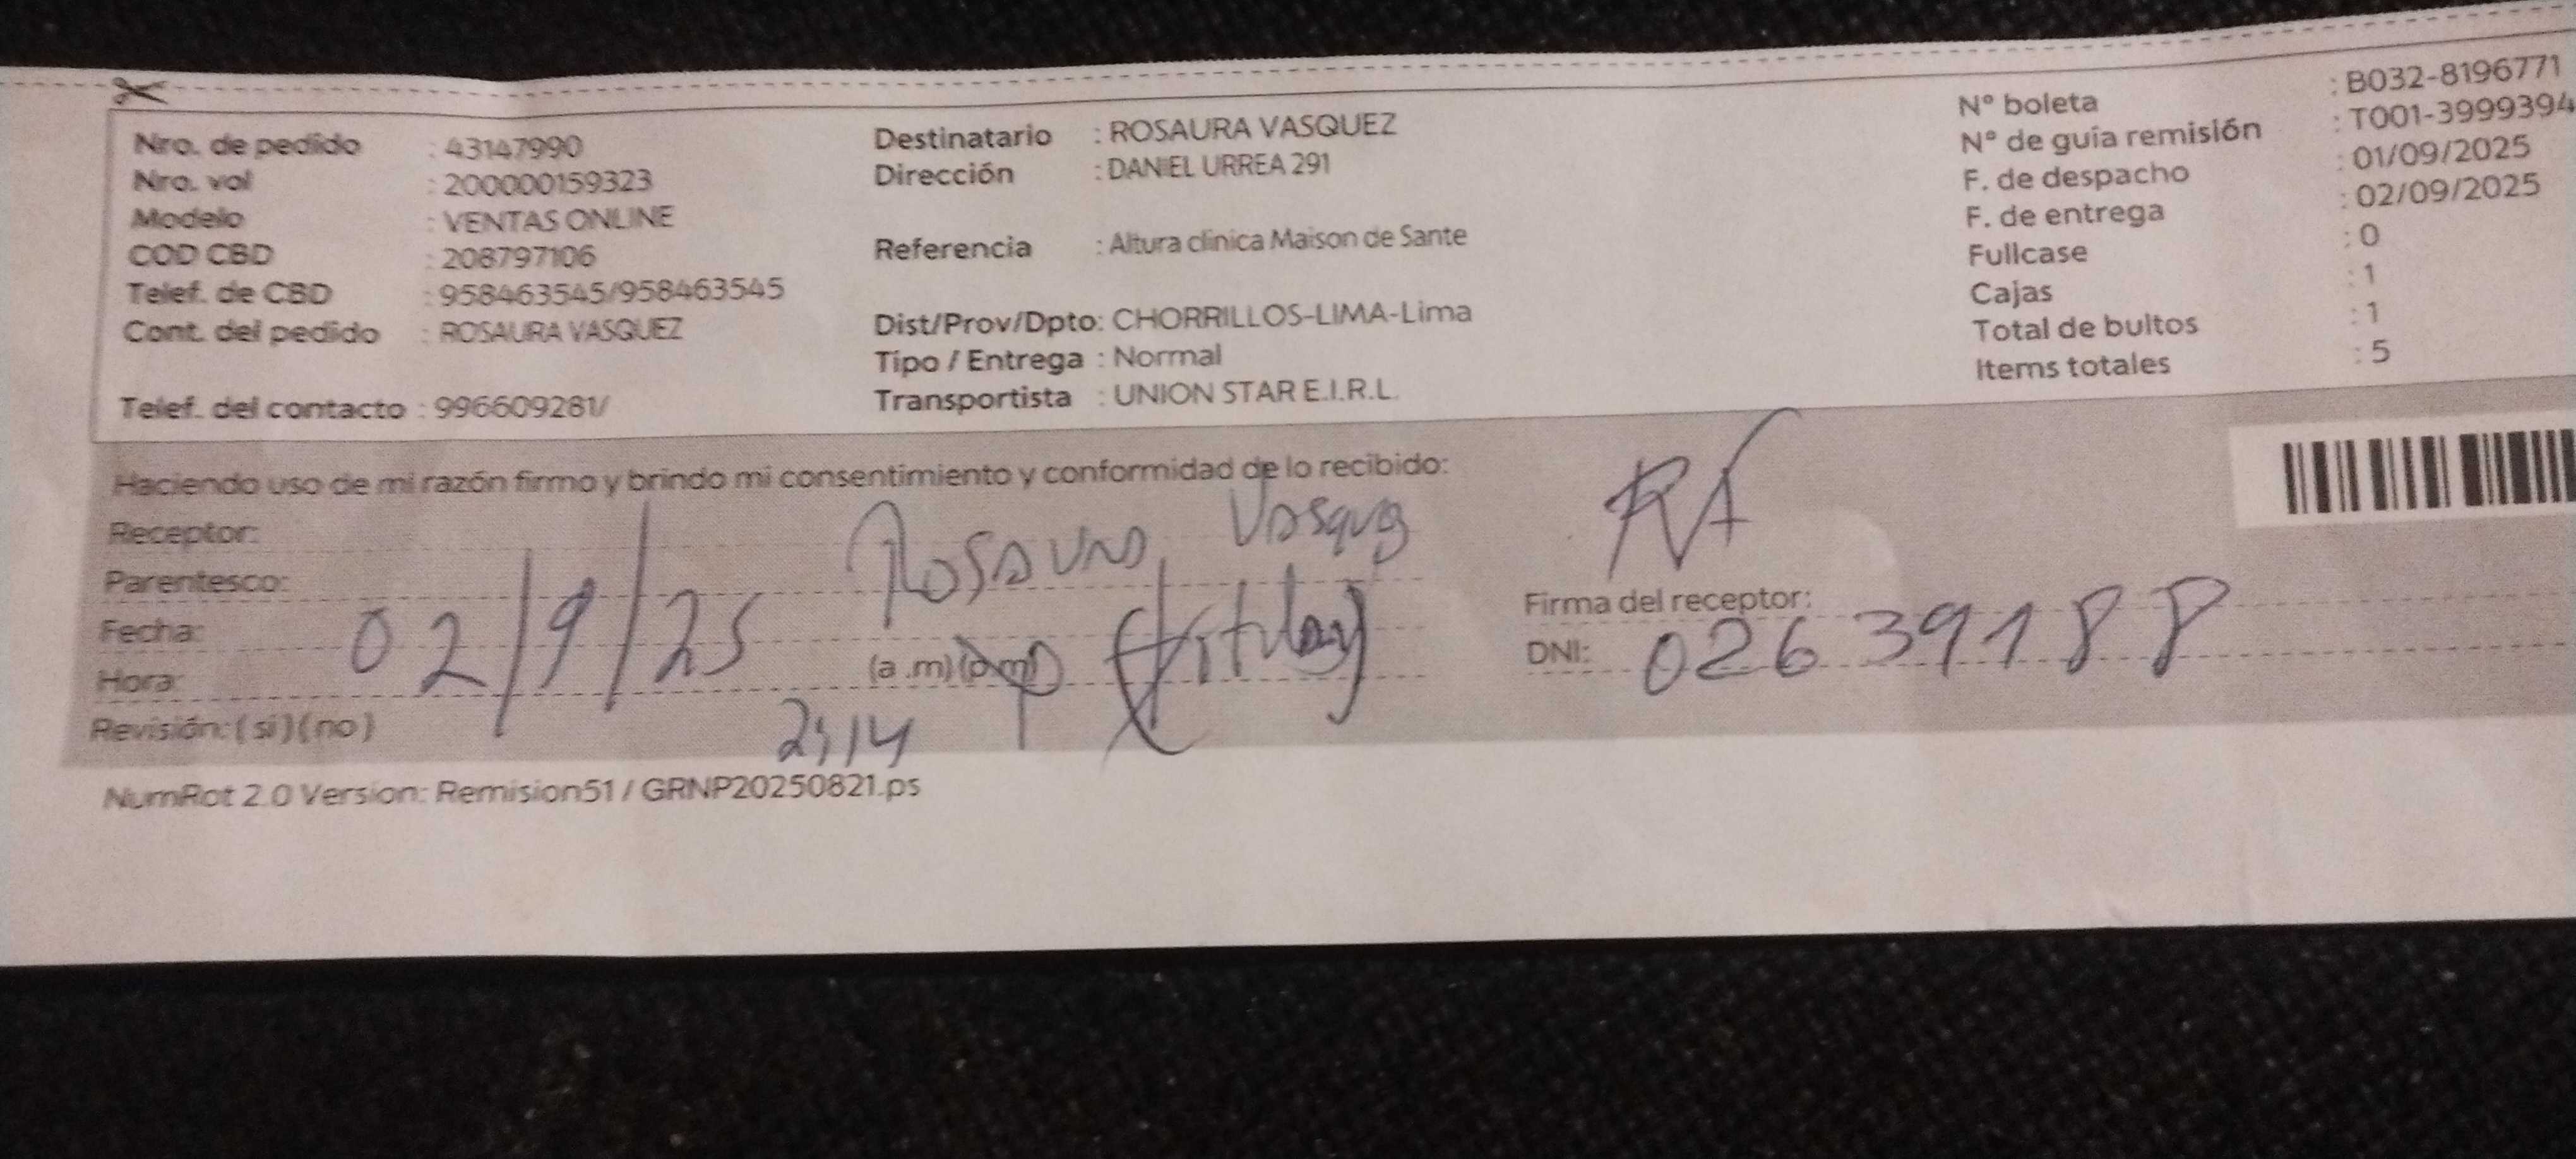 Nro. de pedido : 43147990
Nro. val : 200000159323
Modelo : VENTAS ONLINE
COD CBD : 208797106
Telef. de CBD : 958463545/958463545
Cont. del pedido : ROSAURA VASQUEZ
Telef. del contacto : 996609281/
Destinatario : ROSAURA VASQUEZ
Dirección : DANIEL URREA 291
Referencia : Altura clinica Maison de Sante
Dist/Prov/Dpto: CHORRILLOS-LIMA-Lima
Tipo / Entrega : Normal
Transportista : UNION STAR E.I.R.L.
N° boleta : B032-8196771
N° de guía remisión : T001-3999394
F. de despacho : 01/09/2025
F. de entrega : 02/09/2025
Fullcase : 0
Cajas : 1
Total de bultos : 1
Items totales : 5
Haciendo uso de mi razón firmo y brindo mi consentimiento y conformidad de lo recibido:
Receptor: Rosaura Vasquez
Parentesco: (titular)
Fecha: 02/9/25
Hora: (a .m)(p.m)
Revisión: ( si ) ( no )
Firma del receptor:
DNI: 02639188
NumRot 2.0 Version: Remision51 / GRNP20250821.ps